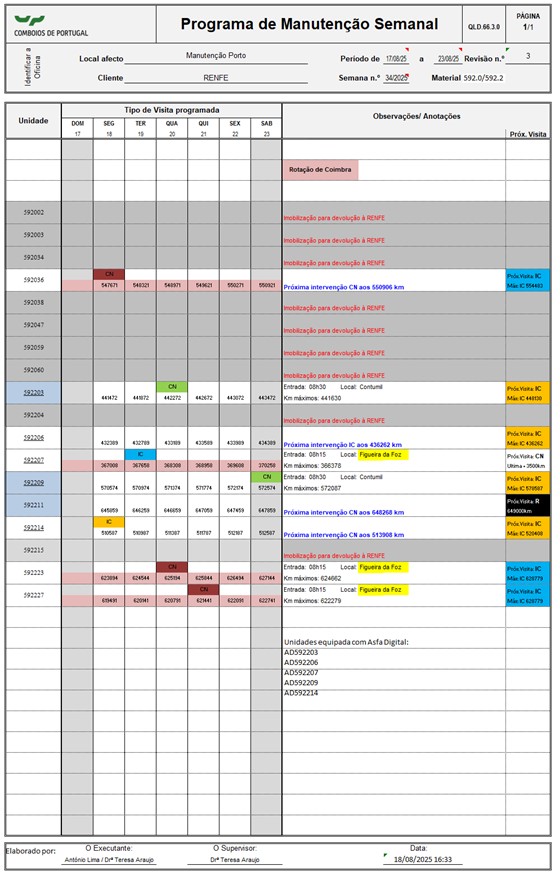 COMBOIOS DE PORTUGAL
Programa de Manutenção Semanal
QLD.66.3.0
PÁGINA
1/1
Identificar a Oficina
Local afecto Manutenção Porto
Periodo de 17/08/25 a 23/08/25 Revisão n.º 3
Cliente RENFE
Semana n.º 34/2025 Material 592.0/592.2
Unidade
Tipo de Visita programada
Observações/ Anotações
Próx. Visita
DOM SEG TER QUA QUI SEX SAB
17 18 19 20 21 22 23
Rotação de Coimbra
592002 Imobilização para devolução à RENFE
592003 Imobilização para devolução à RENFE
592034 Imobilização para devolução à RENFE
592036 CN Próx.Visita: IC
547671 548321 548971 549621 550271 550921 Próxima intervenção CN aos 550906 km Máx:IC 554403
592038 Imobilização para devolução à RENFE
592047 Imobilização para devolução à RENFE
592059 Imobilização para devolução à RENFE
592060 Imobilização para devolução à RENFE
592203 CN Entrada: 08h30 Local: Contumil Próx.Visita: IC
441472 441872 442272 442672 443072 443472 Km máximos: 441630 Máx:IC 448130
592204 Imobilização para devolução à RENFE
592206 Próx.Visita: IC
432389 432789 433189 433589 433989 434389 Próxima intervenção IC aos 436262 km Máx:IC 436262
592207 IC Entrada: 08h15 Local: Figueira da Foz Próx.Visita: CN
367008 367658 368308 368958 369608 370258 Km máximos: 366378 Ultima + 3500km
592209 CN Entrada: 08h30 Local: Contumil Próx.Visita: IC
570574 570974 571374 571774 572174 572574 Km máximos: 572087 Máx:IC 578587
592211 Próx.Visita: R
645859 646259 646659 647059 647459 647859 Próxima intervenção CN aos 648268 km 649000km
592214 IC Próx.Visita: IC
510587 510987 511387 511787 512187 512587 Próxima intervenção CN aos 513908 km Máx:IC 520408
592215 Imobilização para devolução à RENFE
592223 CN Entrada: 08h15 Local: Figueira da Foz Próx.Visita: IC
623894 624544 625194 625844 626494 627144 Km máximos: 624662 Máx:IC 628779
592227 CN Entrada: 08h15 Local: Figueira da Foz Próx.Visita: IC
619491 620141 620791 621441 622091 622741 Km máximos: 622279 Máx:IC 628779
Unidades equipada com Asfa Digital:
AD592203
AD592206
AD592207
AD592209
AD592214
Elaborado por:
O Executante: O Supervisor: Data:
António Lima / Drª Teresa Araujo Drª Teresa Araujo 18/08/2025 16:33